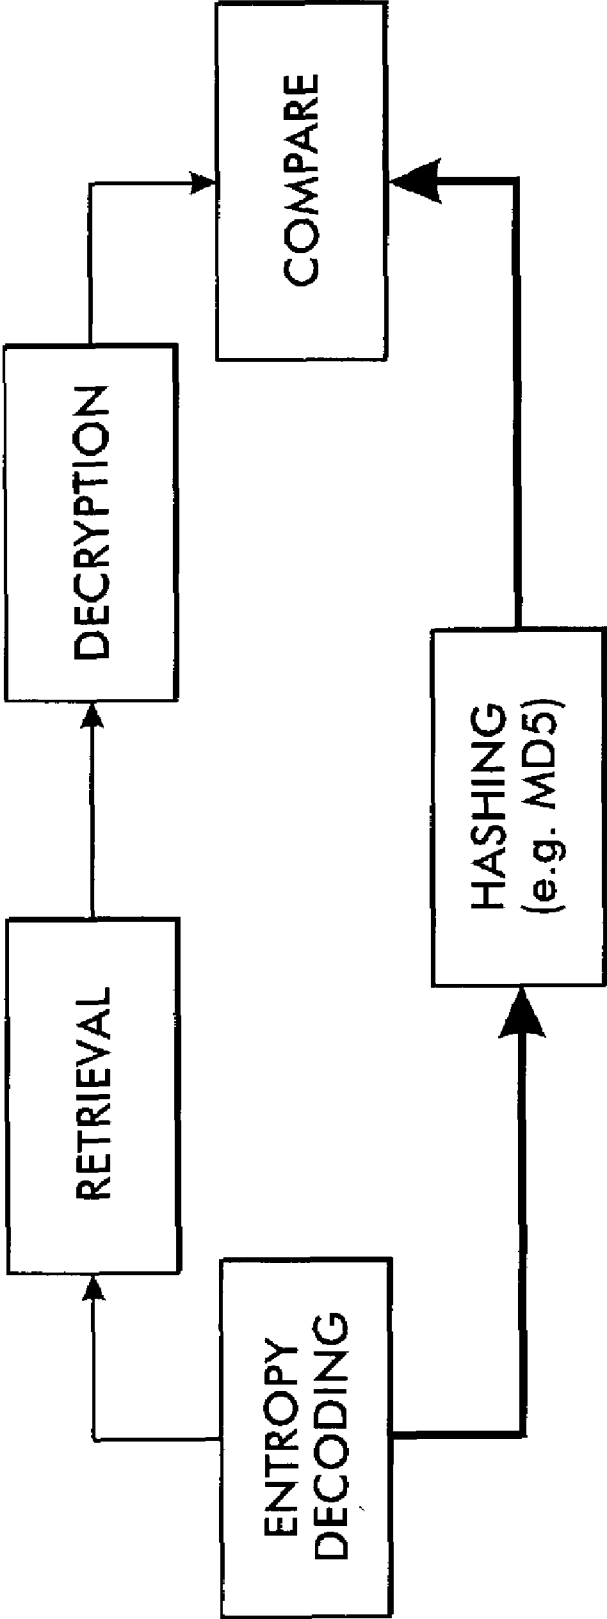 ENTROPY
DECODING
RETRIEVAL
DECRYPTION
COMPARE
HASHING
(e.g. MD5)